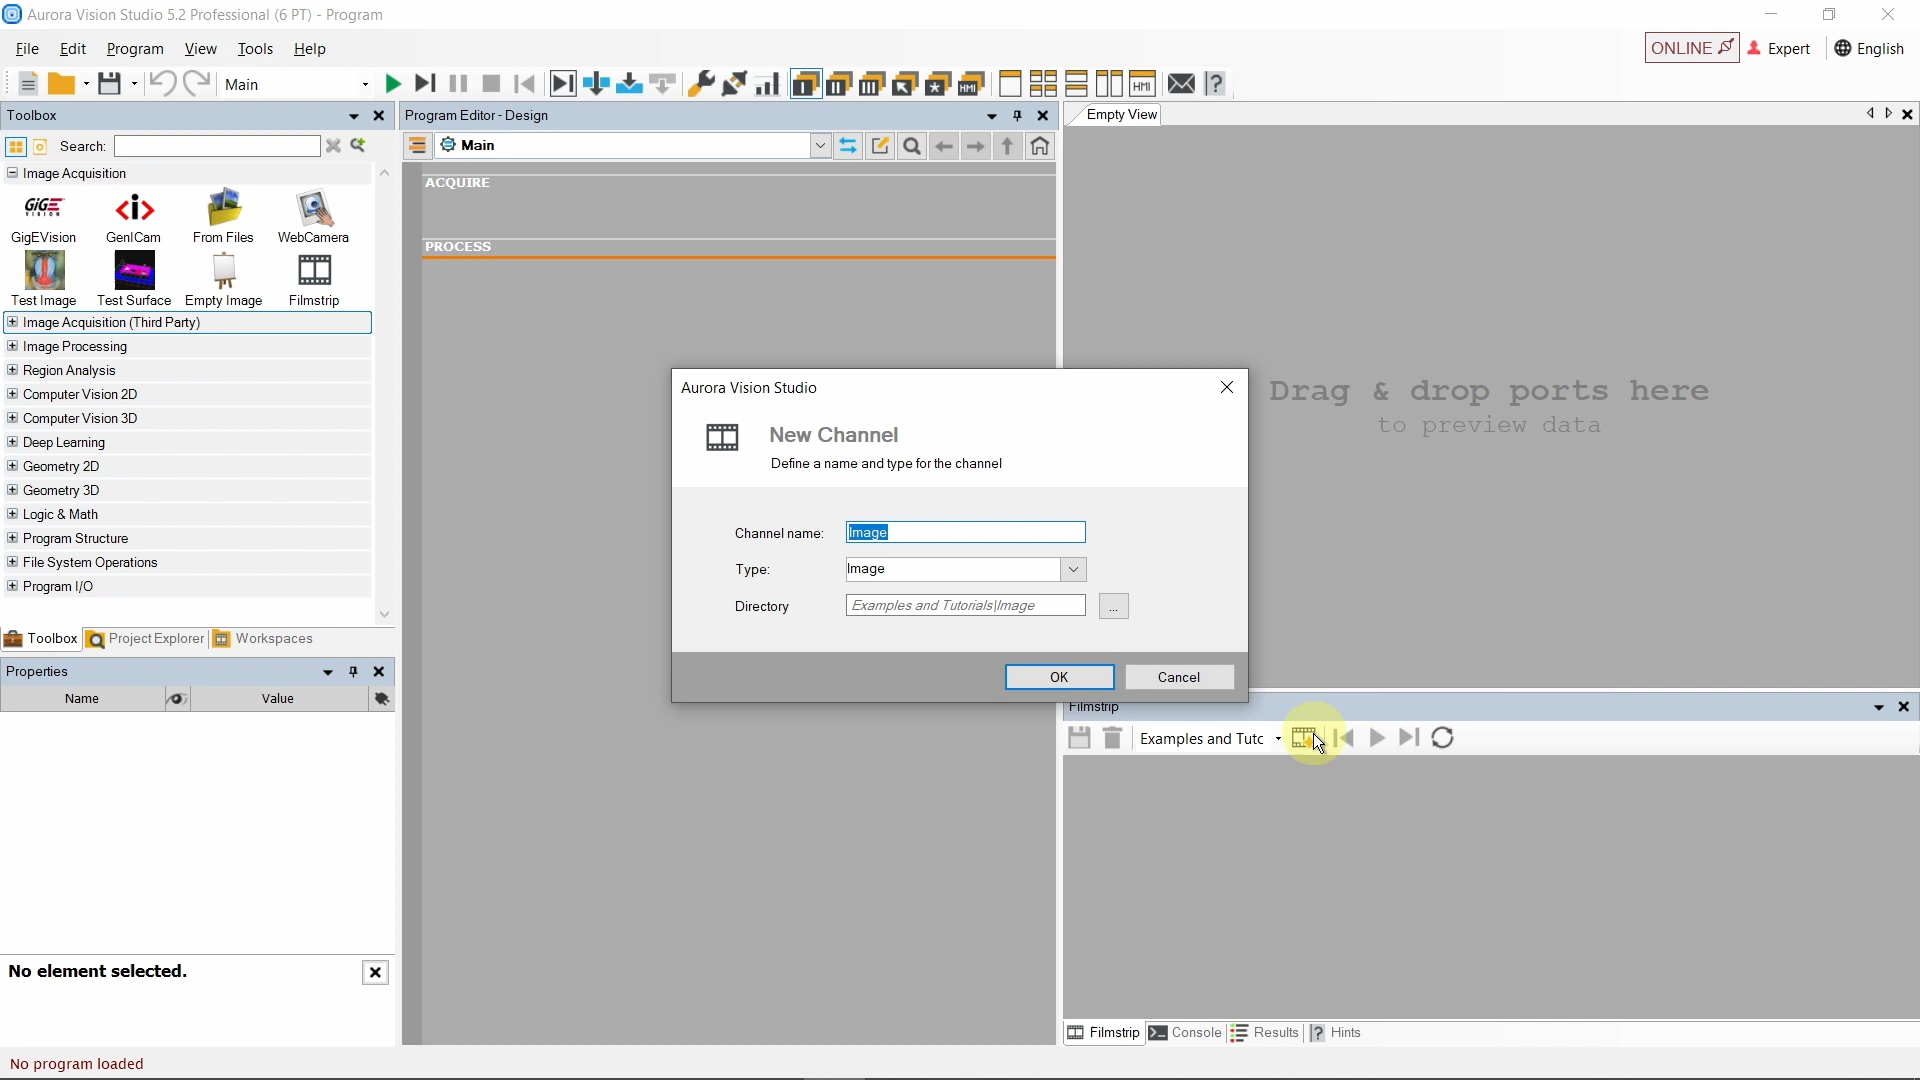 Aurora Vision Studio 5.2 Professional (6 PT) - Program
File Edit Program View Tools Help
ONLINE Expert English
Main
HMI HMI ?
Toolbox
Search:
Image Acquisition
GIGE VISION
GigEVision GenICam From Files WebCamera
Test Image Test Surface Empty Image Filmstrip
Image Acquisition (Third Party)
Image Processing
Region Analysis
Computer Vision 2D
Computer Vision 3D
Deep Learning
Geometry 2D
Geometry 3D
Logic & Math
Program Structure
File System Operations
Program I/O
Toolbox Project Explorer Workspaces
Properties
Name Value
No element selected.
No program loaded
Program Editor - Design
Main
ACQUIRE
PROCESS
Empty View
Drag & drop ports here
to preview data
Aurora Vision Studio
New Channel
Define a name and type for the channel
Channel name: Image
Type: Image
Directory Examples and Tutorials\Image ...
OK Cancel
Filmstrip
Examples and Tutc
Filmstrip Console Results ? Hints